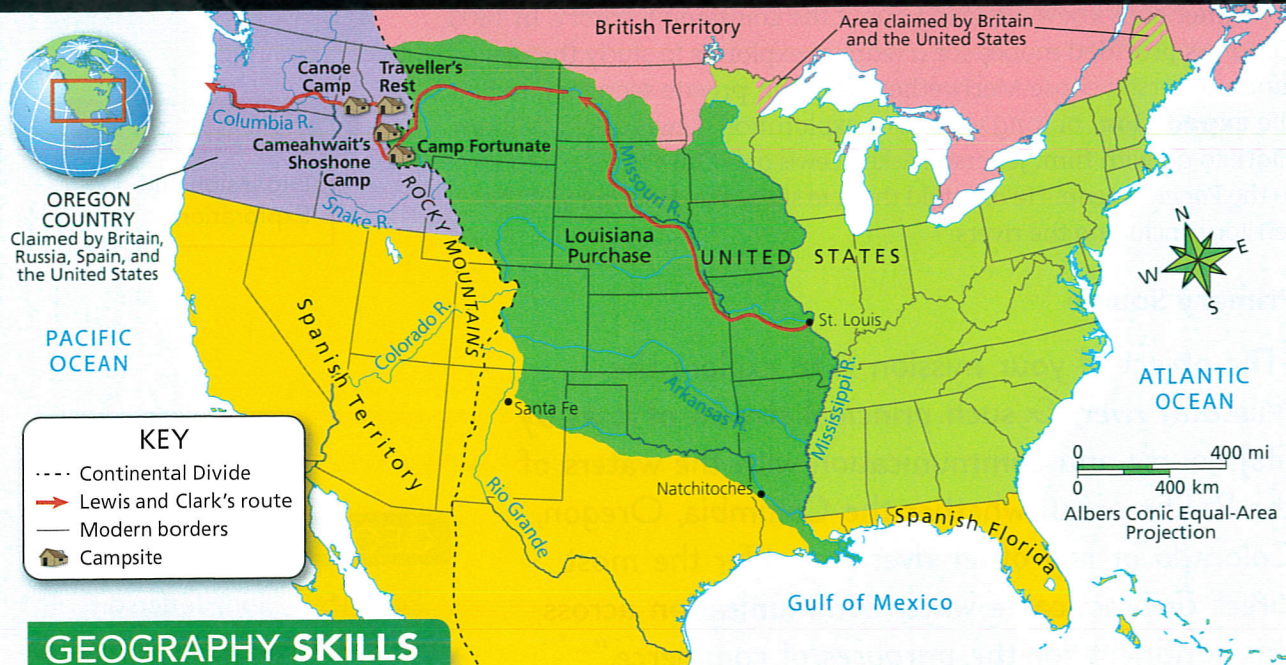 British Territory
Area claimed by Britain
and the United States
Canoe
Camp
Traveller's
Rest
Columbia R.
Cameahwait's
Shoshone
Camp
Camp Fortunate
Missouri R.
OREGON
COUNTRY
Claimed by Britain,
Russia, Spain, and
the United States
Snake R.
ROCKY MOUNTAINS
Louisiana
Purchase
UNITED STATES
N
E
W
S
PACIFIC
OCEAN
Spanish Territory
Colorado R.
St. Louis
Arkansas R.
Mississippi R.
ATLANTIC
OCEAN
Santa Fe
KEY
Continental Divide
Lewis and Clark's route
Modern borders
Campsite
0 400 mi
0 400 km
Albers Conic Equal-Area
Projection
Natchitoches
Rio Grande
Spanish Florida
Gulf of Mexico
GEOGRAPHY SKILLS